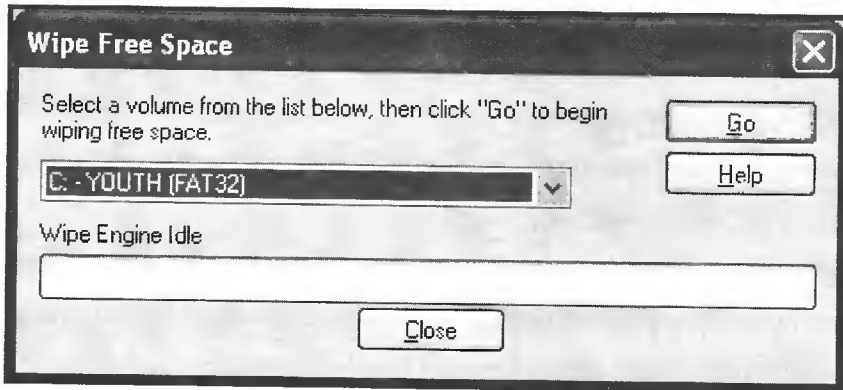 Wipe Free Space
Select a volume from the list below, then click "Go" to begin
wiping free space.
Go
C: - YOUTH (FAT32)
Help
Wipe Engine Idle
Close